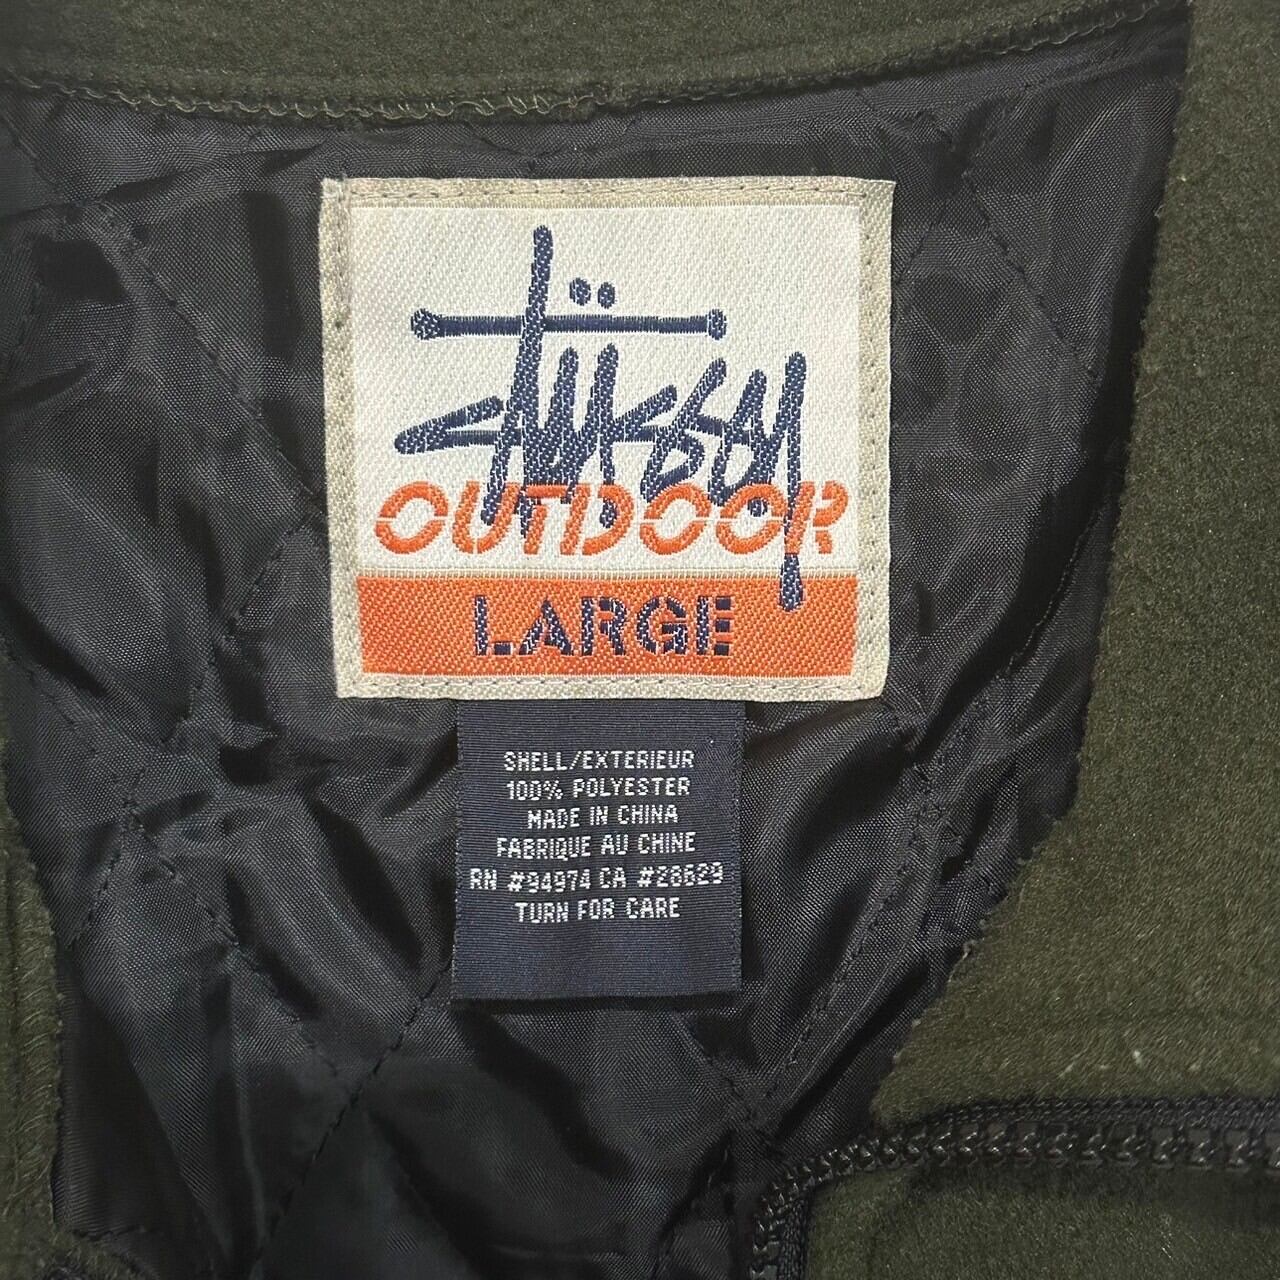 Stüssy
OUTDOOR
LARGE
SHELL/EXTERIEUR
100% POLYESTER
MADE IN CHINA
FABRIQUE AU CHINE
RN #94974 CA #28629
TURN FOR CARE